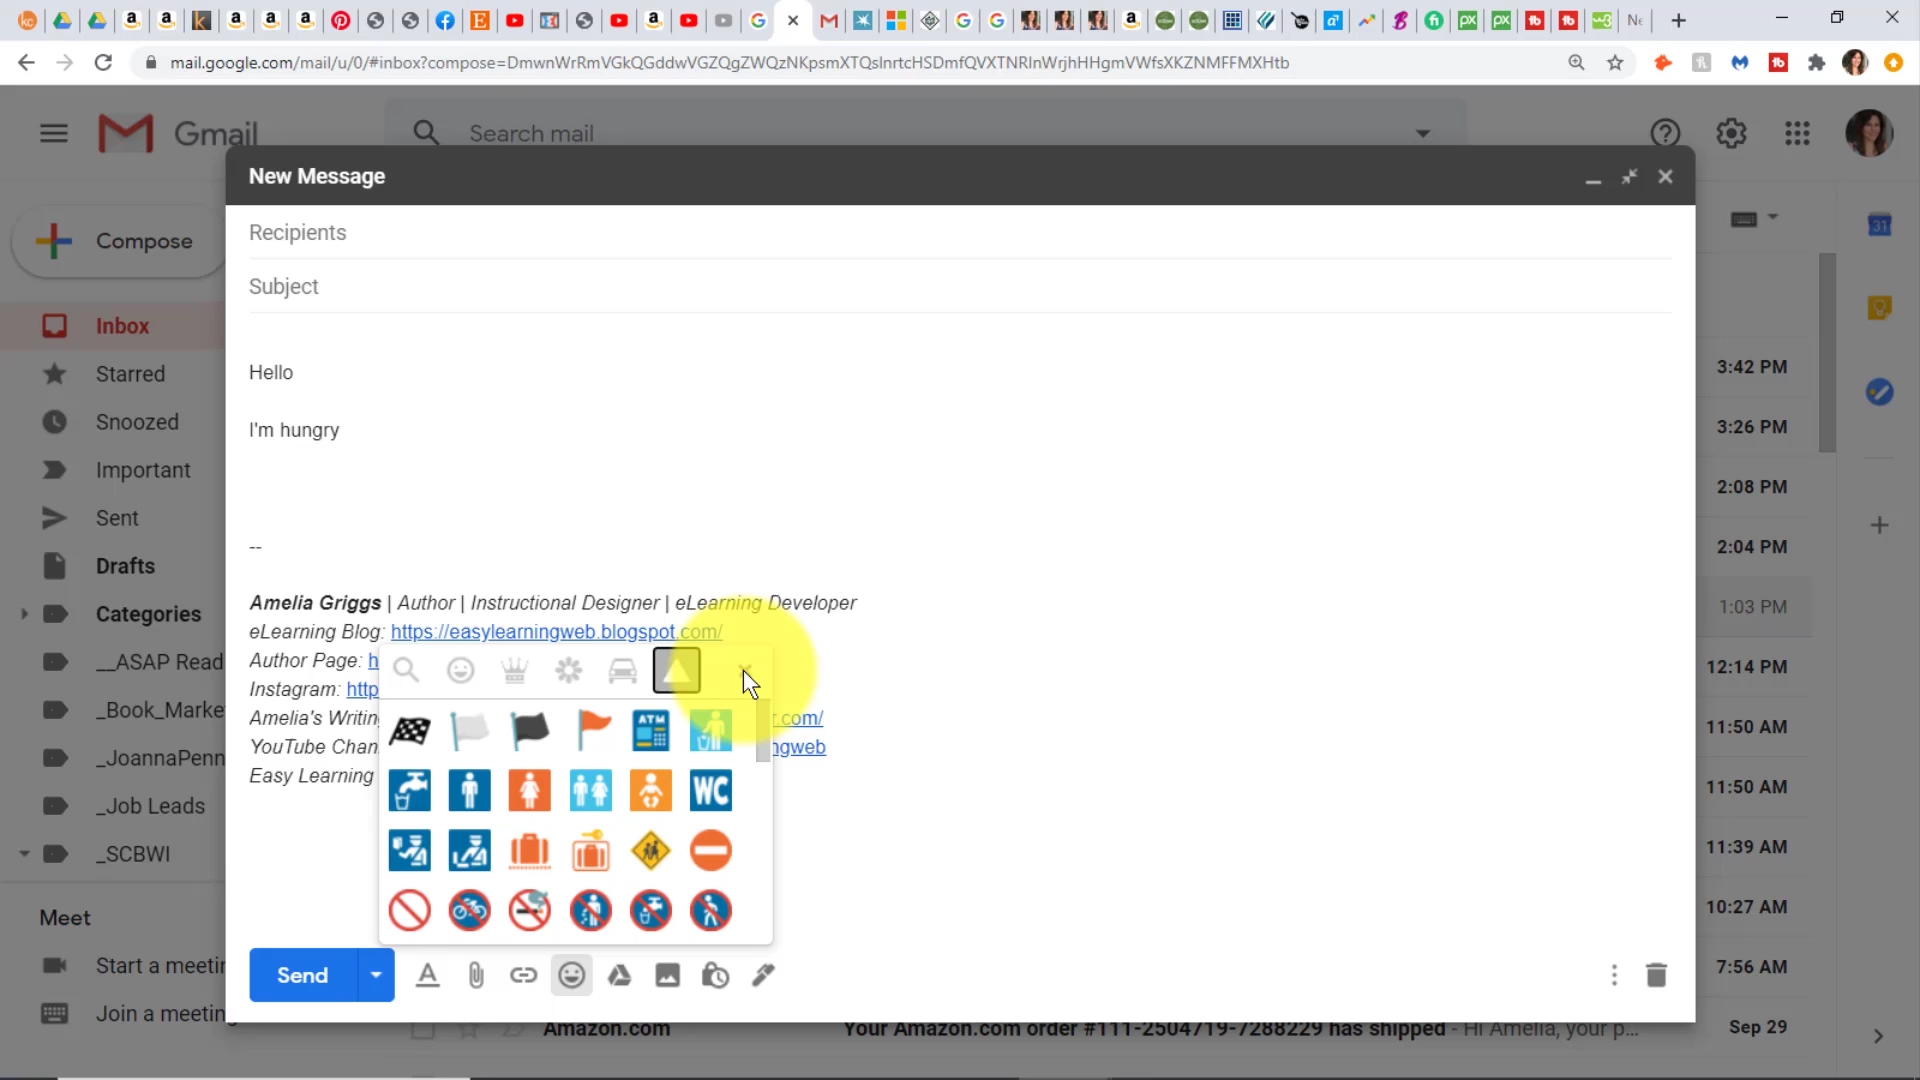 mail.google.com/mail/u/0/#inbox?compose=DmwnWrRmVGkQGddwVGZQgZWQzNKpsmXTQslnrtcHSDmfQVXTNRlnWrjhHHgmVWfsXKZNMFFMXHtb
Gmail
Search mail
New Message
Compose
Recipients
Subject
Inbox
Starred
Snoozed
Important
Sent
Drafts
Categories
__ASAP Read
_Book_Marke
_JoannaPenn
_Job Leads
_SCBWI
Meet
Start a meetin
Join a meeting
Hello
I'm hungry
--
Amelia Griggs | Author | Instructional Designer | eLearning Developer
eLearning Blog: https://easylearningweb.blogspot.com/
Author Page: h
Instagram: http
Amelia's Writin r.com/
YouTube Chan ngweb
Easy Learning
ATM
WC
Send
31
3:42 PM
3:26 PM
2:08 PM
2:04 PM
1:03 PM
12:14 PM
11:50 AM
11:50 AM
11:39 AM
10:27 AM
7:56 AM
Amazon.com Your Amazon.com order #111-2504719-7288229 has shipped - Hi Amelia, your p... Sep 29